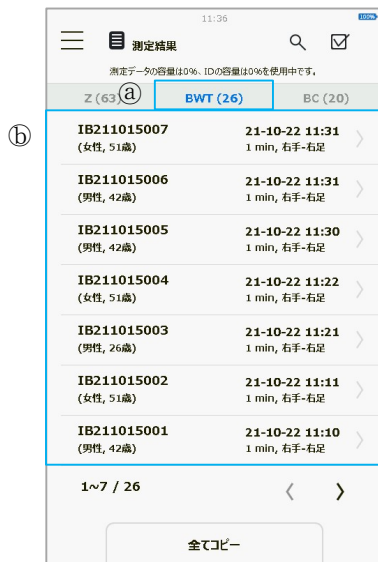 11:36
100%
測定結果
測定データの容量は0%、IDの容量は0%を使用中です。
Z (63) ⓐ BWT (26) BC (20)
ⓑ
IB211015007 21-10-22 11:31
(女性, 51歳) 1 min, 右手-右足
IB211015006 21-10-22 11:31
(男性, 42歳) 1 min, 右手-右足
IB211015005 21-10-22 11:30
(男性, 42歳) 1 min, 右手-右足
IB211015004 21-10-22 11:22
(女性, 51歳) 1 min, 右手-右足
IB211015003 21-10-22 11:21
(男性, 26歳) 1 min, 右手-右足
IB211015002 21-10-22 11:11
(女性, 51歳) 1 min, 右手-右足
IB211015001 21-10-22 11:10
(男性, 42歳) 1 min, 右手-右足
1~7 / 26
全てコピー